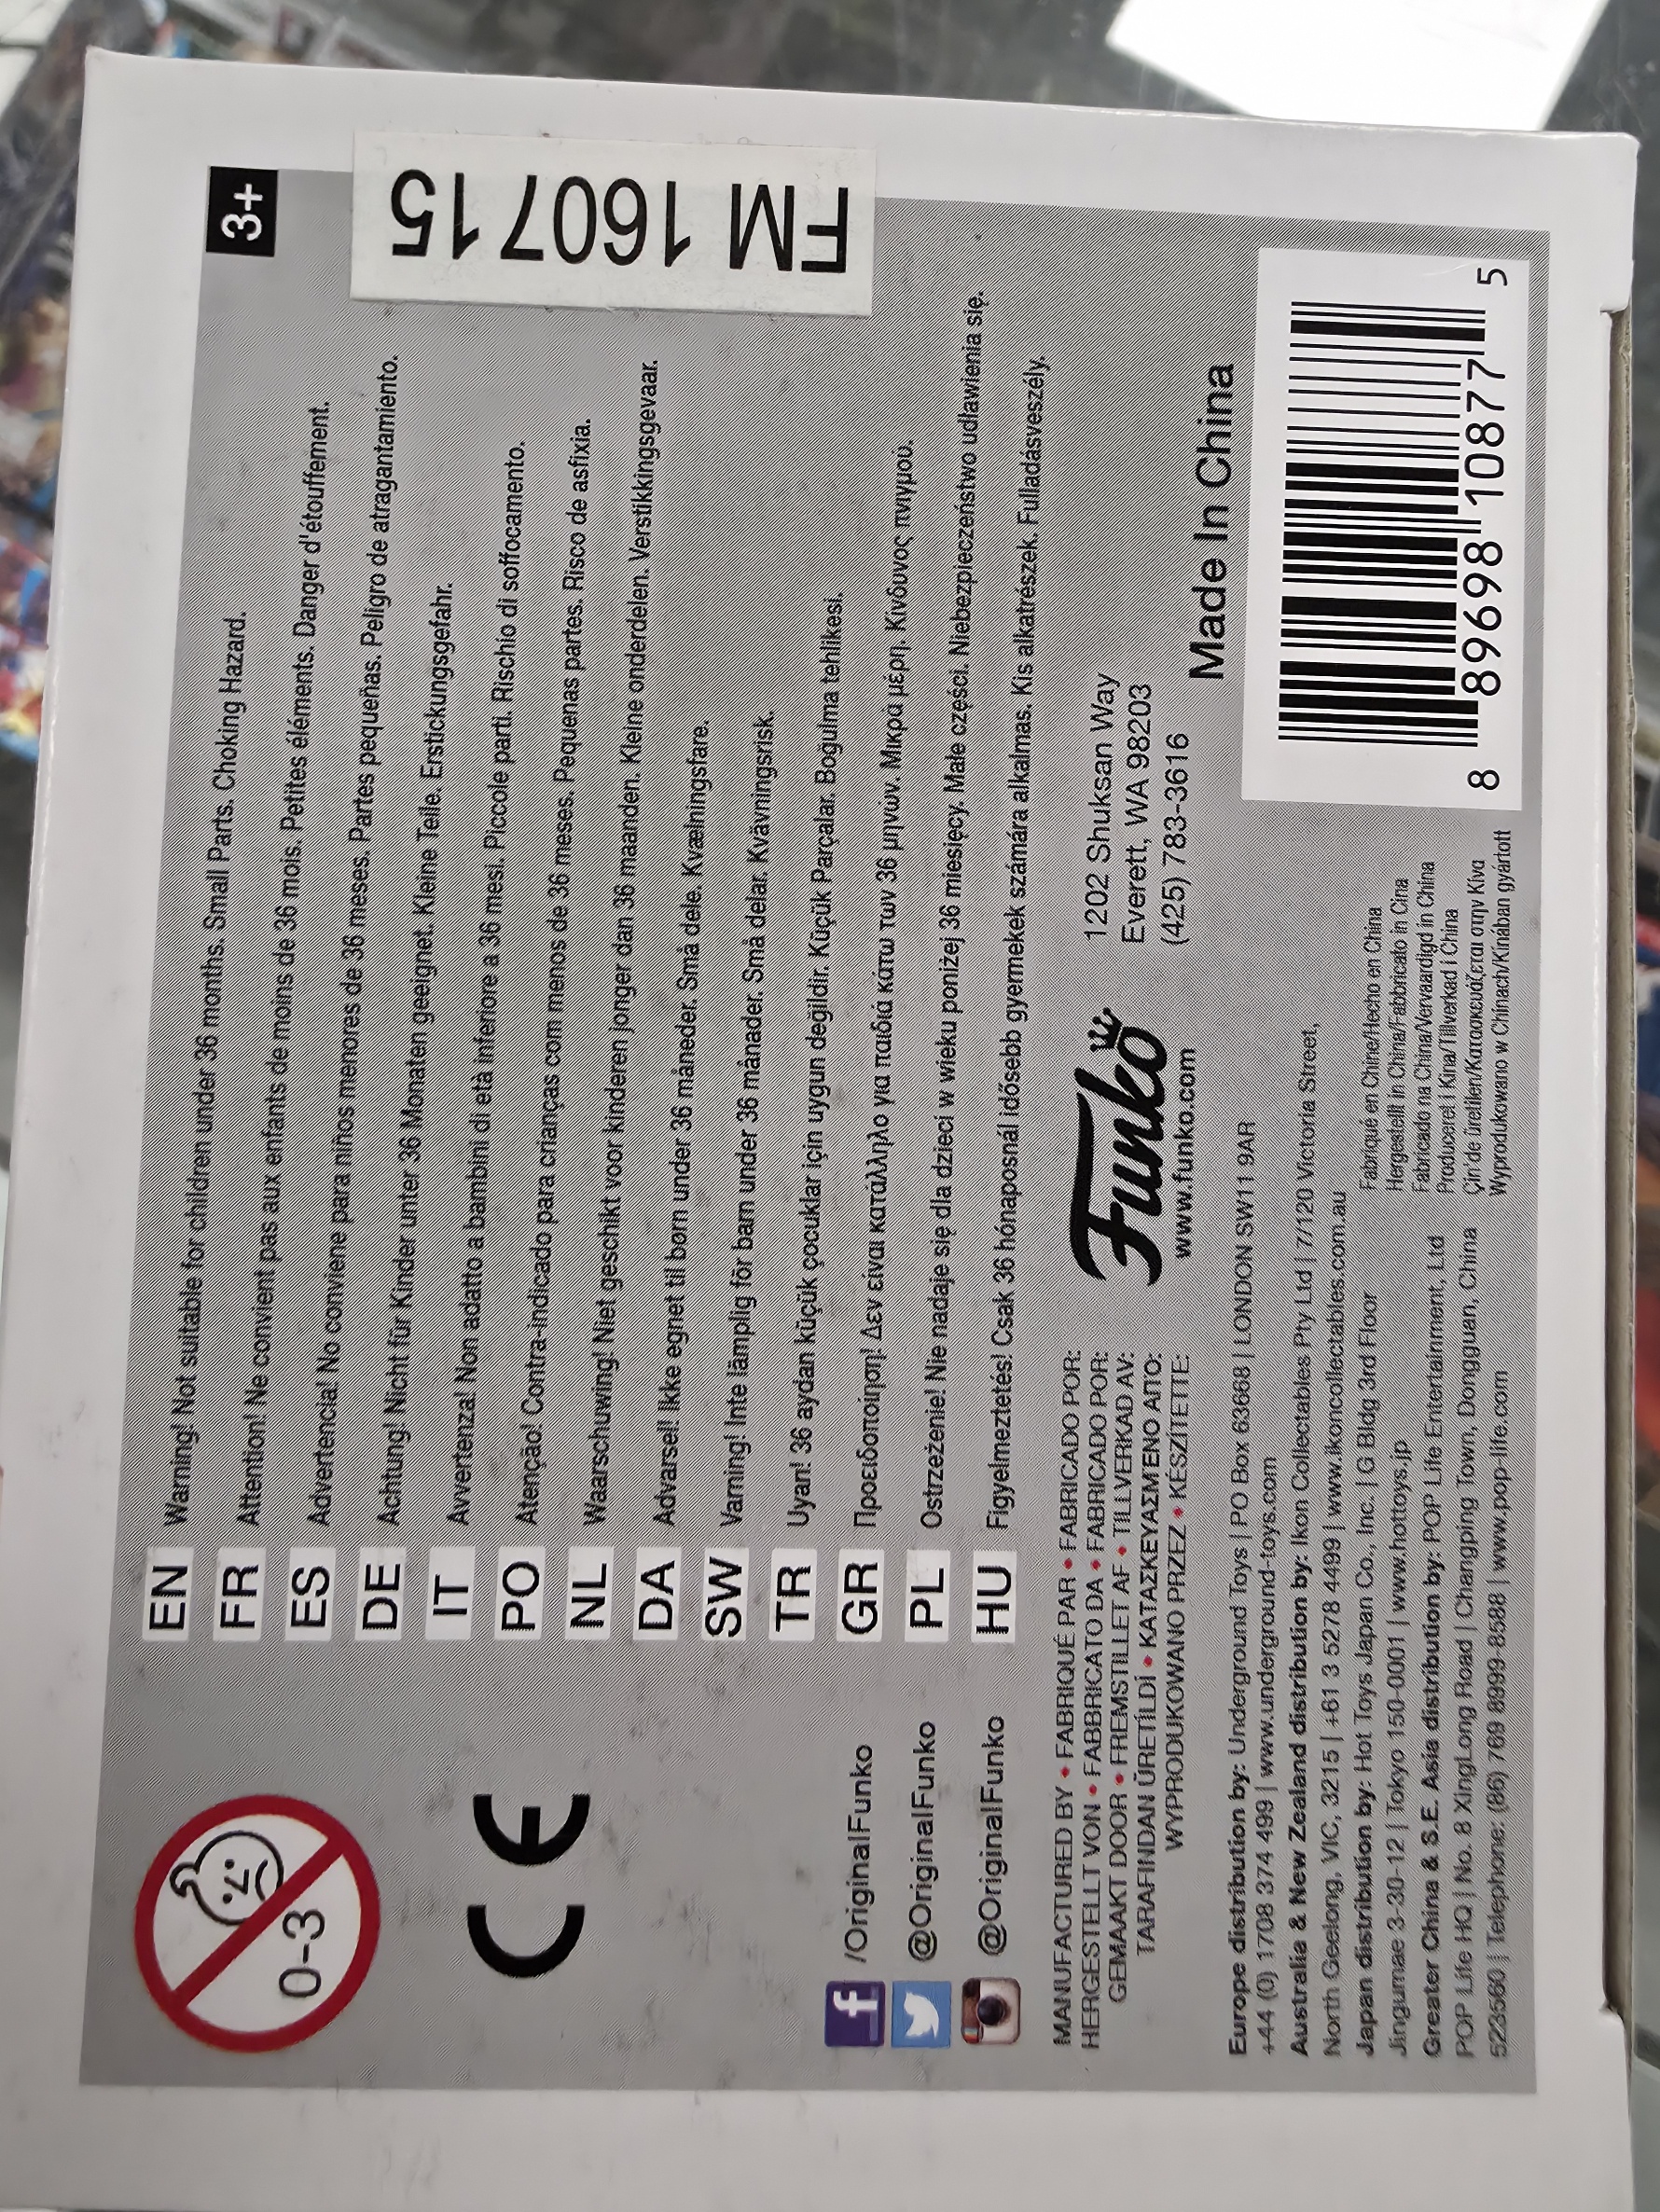 3+
FM 160715
0-3
EN Warning! Not suitable for children under 36 months. Small Parts. Choking Hazard.
FR Attention! Ne convient pas aux enfants de moins de 36 mois. Petites éléments. Danger d'étouffement.
ES Advertencia! No conviene para niños menores de 36 meses. Partes pequeñas. Peligro de atragantamiento.
DE Achtung! Nicht für Kinder unter 36 Monaten geeignet. Kleine Teile. Erstickungsgefahr.
IT Avvertenza! Non adatto a bambini di età inferiore a 36 mesi. Piccole parti. Rischio di soffocamento.
PO Atenção! Contra-indicado para crianças com menos de 36 meses. Pequenas partes. Risco de asfixia.
NL Waarschuwing! Niet geschikt voor kinderen jonger dan 36 maanden. Kleine onderdelen. Verstikkingsgevaar.
DA Advarsel! Ikke egnet til børn under 36 måneder. Små dele. Kvælningsfare.
SW Varning! Inte lämplig för barn under 36 månader. Små delar. Kvävningsrisk.
TR Uyarı! 36 aydan küçük çocuklar için uygun değildir. Küçük Parçalar. Boğulma tehlikesi.
GR Προειδοποίηση! Δεν είναι κατάλληλο για παιδιά κάτω των 36 μηνών. Μικρά μέρη. Κίνδυνος πνιγμού.
PL Ostrzeżenie! Nie nadaje się dla dzieci w wieku poniżej 36 miesięcy. Małe części. Niebezpieczeństwo udławienia się.
HU Figyelmeztetés! Csak 36 hónaposnál idősebb gyermekek számára alkalmas. Kis alkatrészek. Fulladásveszély.
CE
/OriginalFunko
@OriginalFunko
@OriginalFunko
MANUFACTURED BY • FABRIQUÉ PAR • FABRICADO POR:
HERGESTELLT VON • FABBRICATO DA • FABRICADO POR:
GEMAAKT DOOR • FREMSTILLET AF • TILLVERKAD AV:
TARAFINDAN ÜRETİLDİ • ΚΑΤΑΣΚΕΥΑΣΜΈΝΟ ΑΠΌ:
WYPRODUKOWANO PRZEZ • KÉSZÍTETTE:
Funko
www.funko.com
1202 Shuksan Way
Everett, WA 98203
(425) 783-3616
Made In China
Europe distribution by: Underground Toys | PO Box 63668 | LONDON SW11 9AR
+44 (0) 1708 374 499 | www.underground-toys.com
Australia & New Zealand distribution by: Ikon Collectables Pty Ltd | 7/120 Victoria Street,
North Geelong, VIC, 3215 | +61 3 5278 4499 | www.ikoncollectables.com.au
Japan distribution by: Hot Toys Japan Co., Inc. | G Bldg 3rd Floor
Jingumae 3-30-12 | Tokyo 150-0001 | www.hottoys.jp
Greater China & S.E. Asia distribution by: POP Life Entertainment, Ltd
POP Life HQ | No. 8 XingLong Road | Changping Town, Dongguan, China
523560 | Telephone: (86) 769 8999-8588 | www.pop-life.com
Fabriqué en Chine/Hecho en China
Hergestellt in China/Fabbricato in Cina
Fabricado na China/Vervaardigd in China
Produceret i Kina/Tillverkad i China
Çin'de üretilen/Κατασκευάζεται στην Κίνα
Wyprodukowano w Chinach/Kínában gyártott
8 89698 10877 5